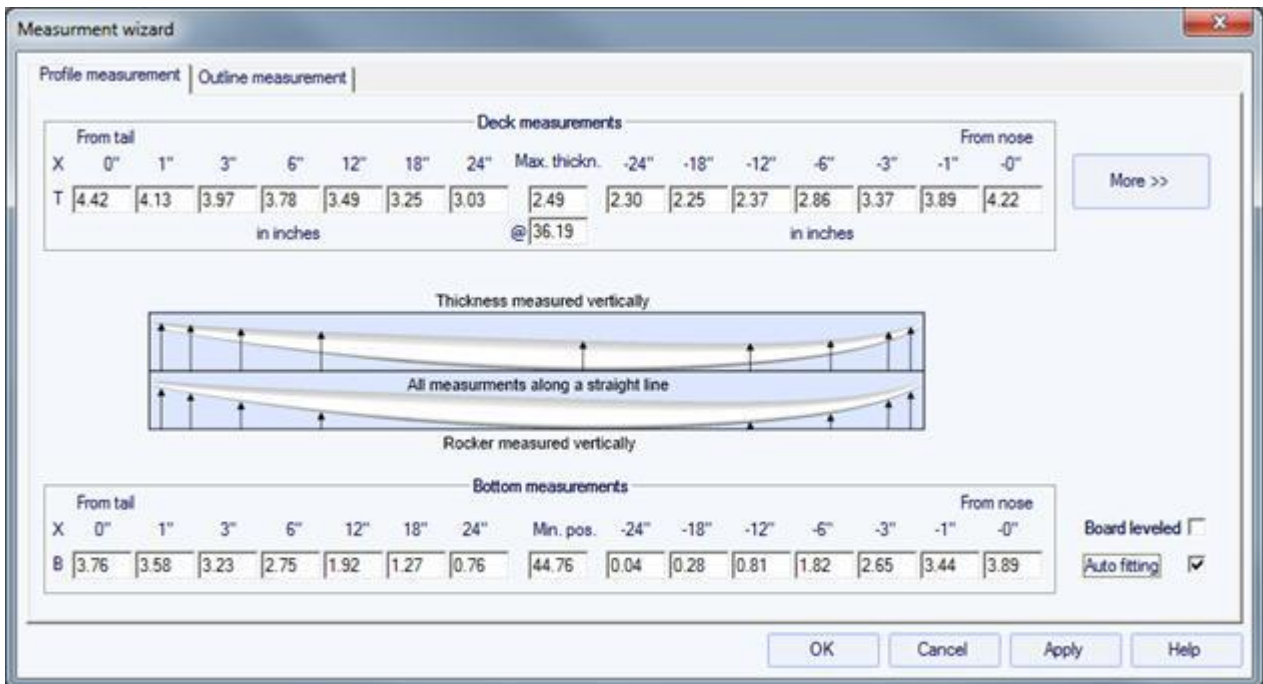 Measurment wizard
Profile measurement Outline measurement
Deck measurements
From tail From nose
X 0" 1" 3" 6" 12" 18" 24" Max. thickn. -24" -18" -12" -6" -3" -1" -0"
T 4.42 4.13 3.97 3.78 3.49 3.25 3.03 2.49 2.30 2.25 2.37 2.86 3.37 3.89 4.22
More >>
in inches @ 36.19 in inches
Thickness measured vertically
All measurments along a straight line
Rocker measured vertically
Bottom measurements
From tail From nose
X 0" 1" 3" 6" 12" 18" 24" Min. pos. -24" -18" -12" -6" -3" -1" -0"
Board leveled
B 3.76 3.58 3.23 2.75 1.92 1.27 0.76 44.76 0.04 0.28 0.81 1.82 2.65 3.44 3.89
Auto fitting
OK Cancel Apply Help